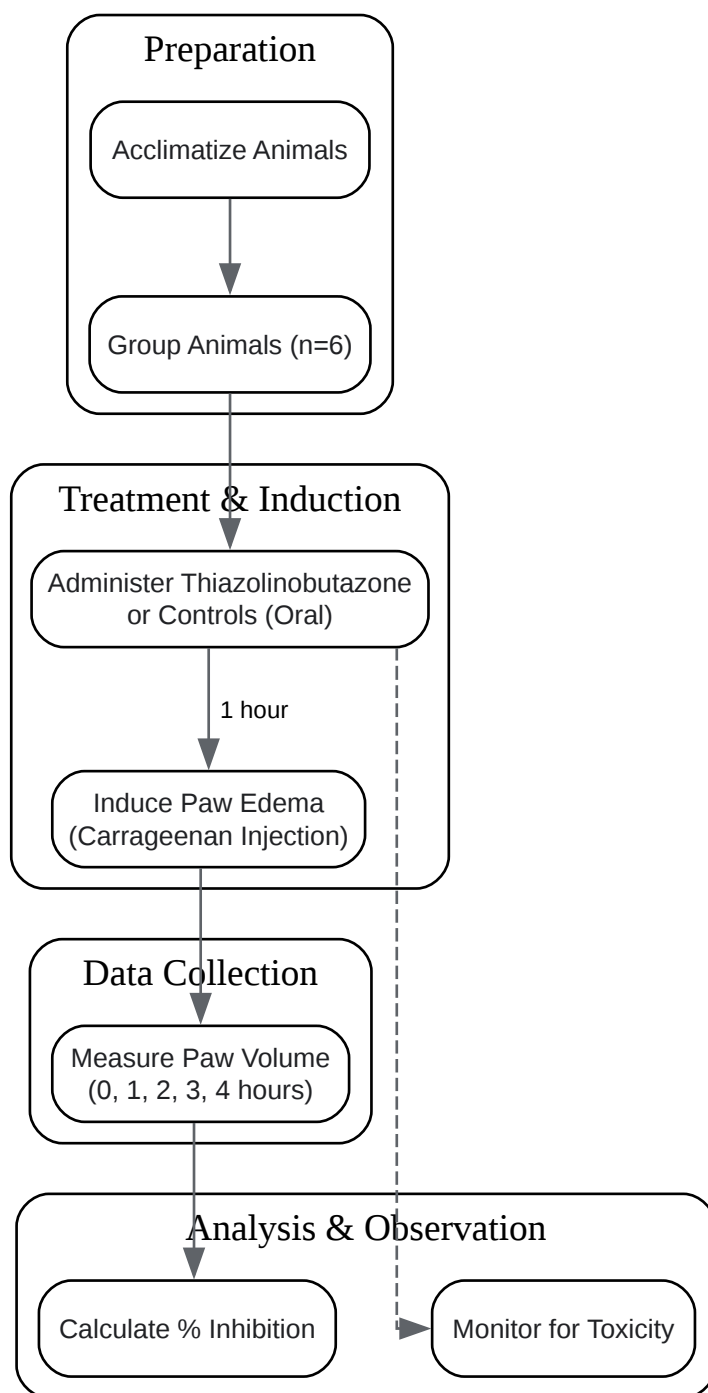 Preparation
Acclimatize Animals
Group Animals (n=6)
Treatment & Induction
Administer Thiazolinobutazone
or Controls (Oral)
1 hour
Induce Paw Edema
(Carrageenan Injection)
Data Collection
Measure Paw Volume
(0, 1, 2, 3, 4 hours)
Analysis & Observation
Calculate % Inhibition
Monitor for Toxicity